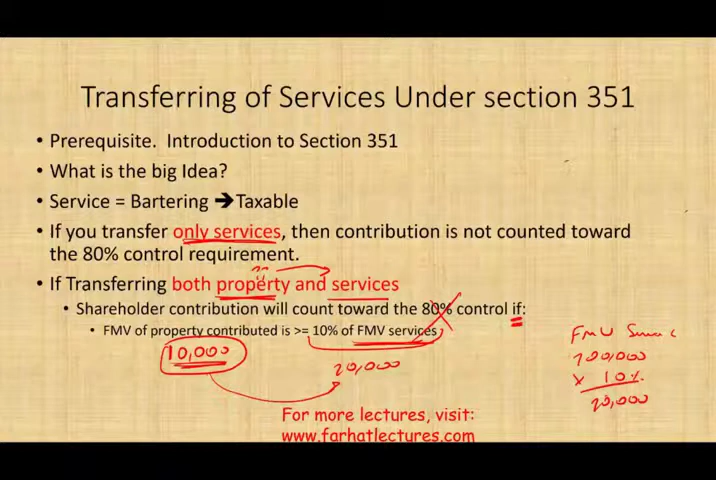 Transferring of Services Under section 351
• Prerequisite. Introduction to Section 351
• What is the big Idea?
• Service = Bartering ➔Taxable
• If you transfer only services, then contribution is not counted toward
the 80% control requirement.
• If Transferring both property and services
• Shareholder contribution will count toward the 80% control if:
• FMV of property contributed is >= 10% of FMV services
10,000
20,000
FMV
200,000
x 10%
20,000
For more lectures, visit:
www.farhatlectures.com